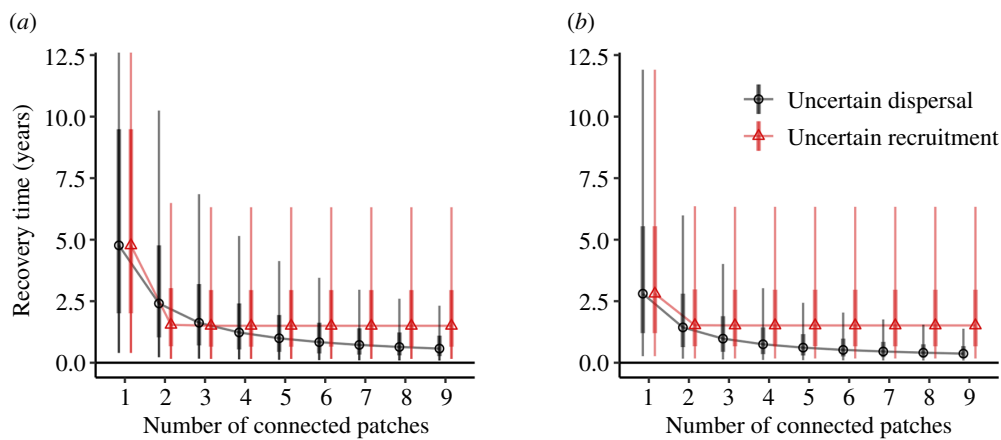 (a)
(b)
12.5
10.0
7.5
5.0
2.5
0.0
Recovery time (years)
1 2 3 4 5 6 7 8 9
Number of connected patches
12.5
10.0
7.5
5.0
2.5
0.0
Uncertain dispersal
Uncertain recruitment
1 2 3 4 5 6 7 8 9
Number of connected patches